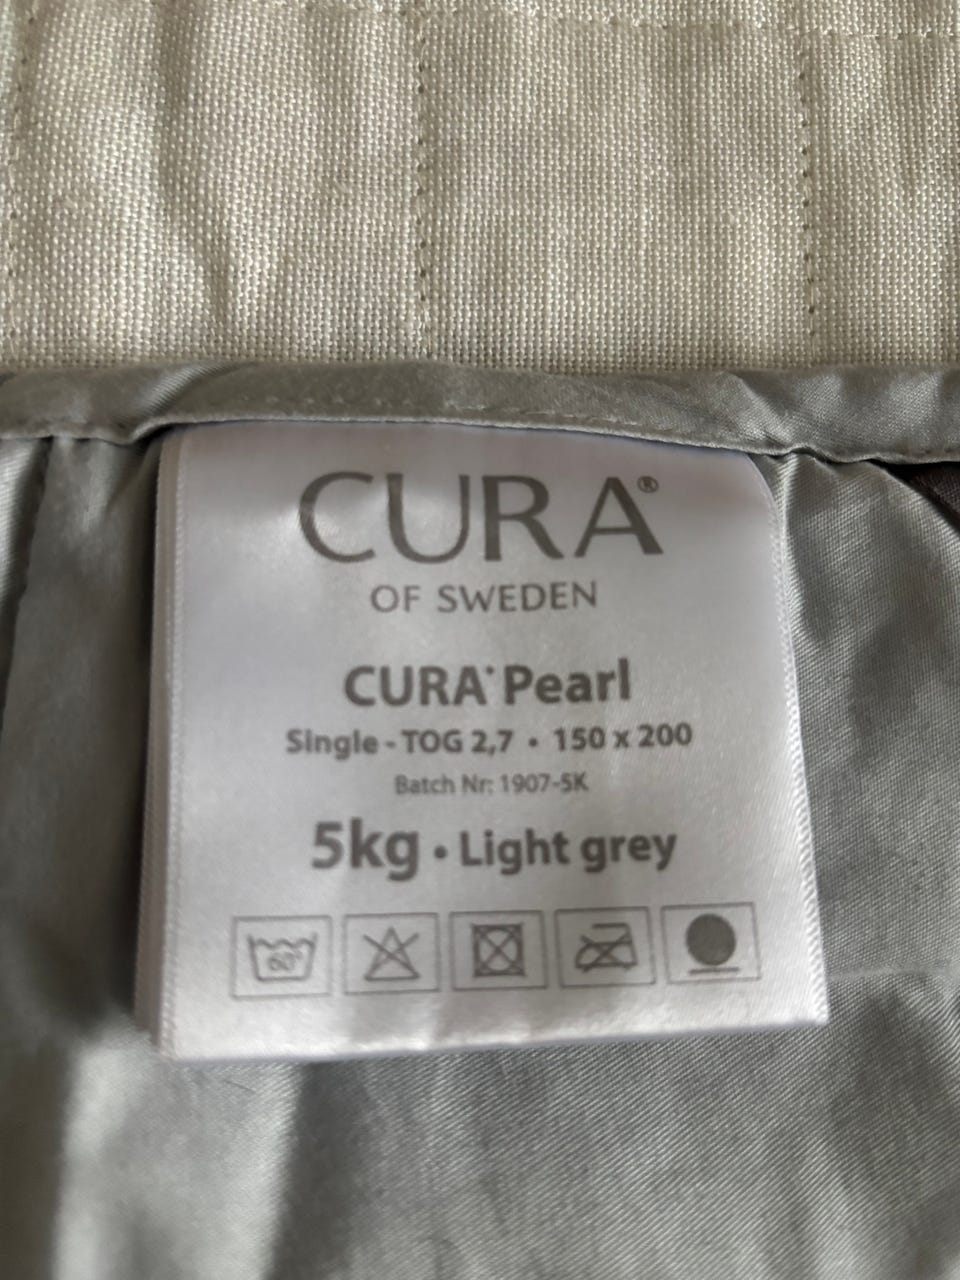 CURA®
OF SWEDEN
CURA® Pearl
Single - TOG 2,7 • 150 x 200
Batch Nr: 1907-5K
5kg • Light grey
60°